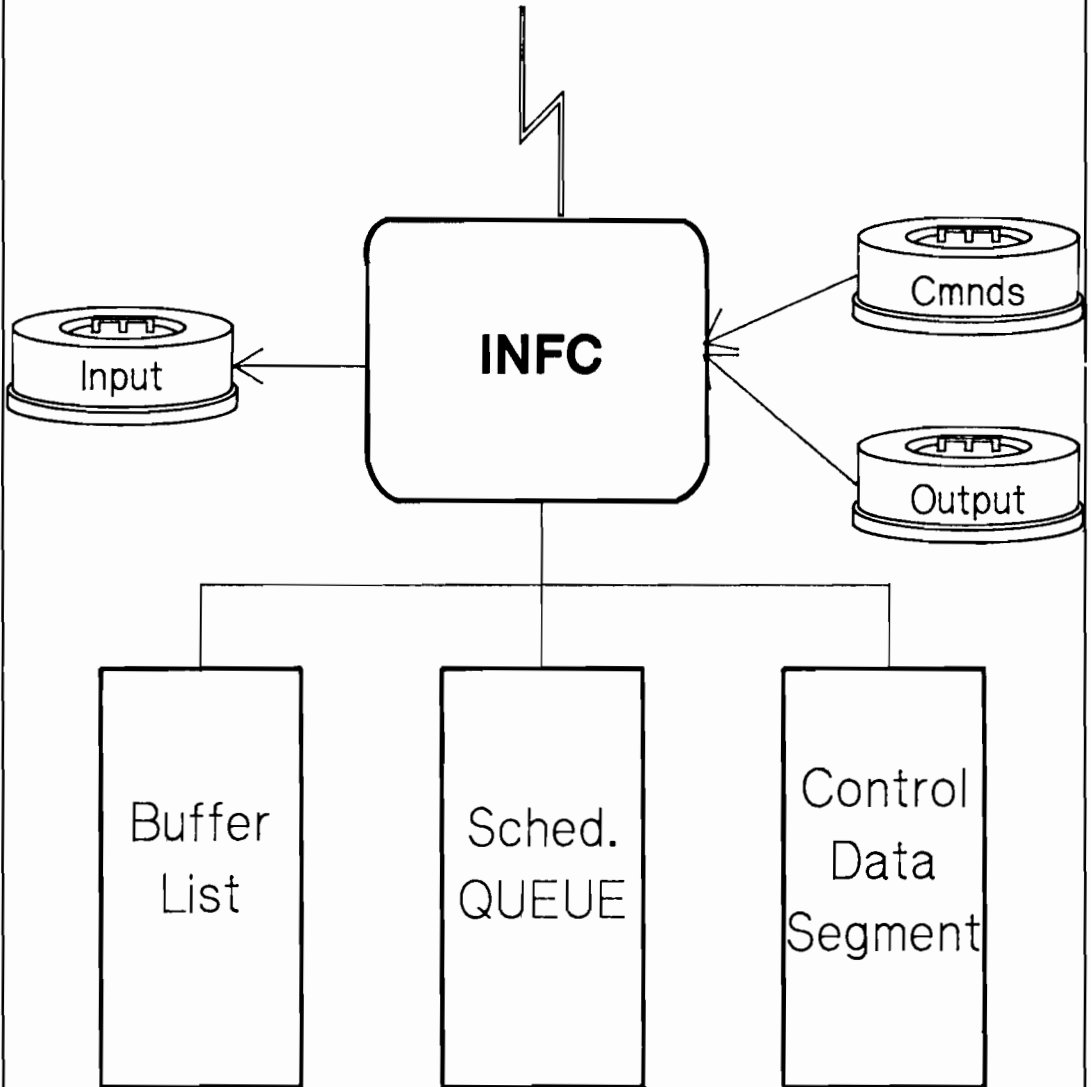 INFC
Input
Cmnds
Output
Buffer
List
Sched.
QUEUE
Control
Data
Segment